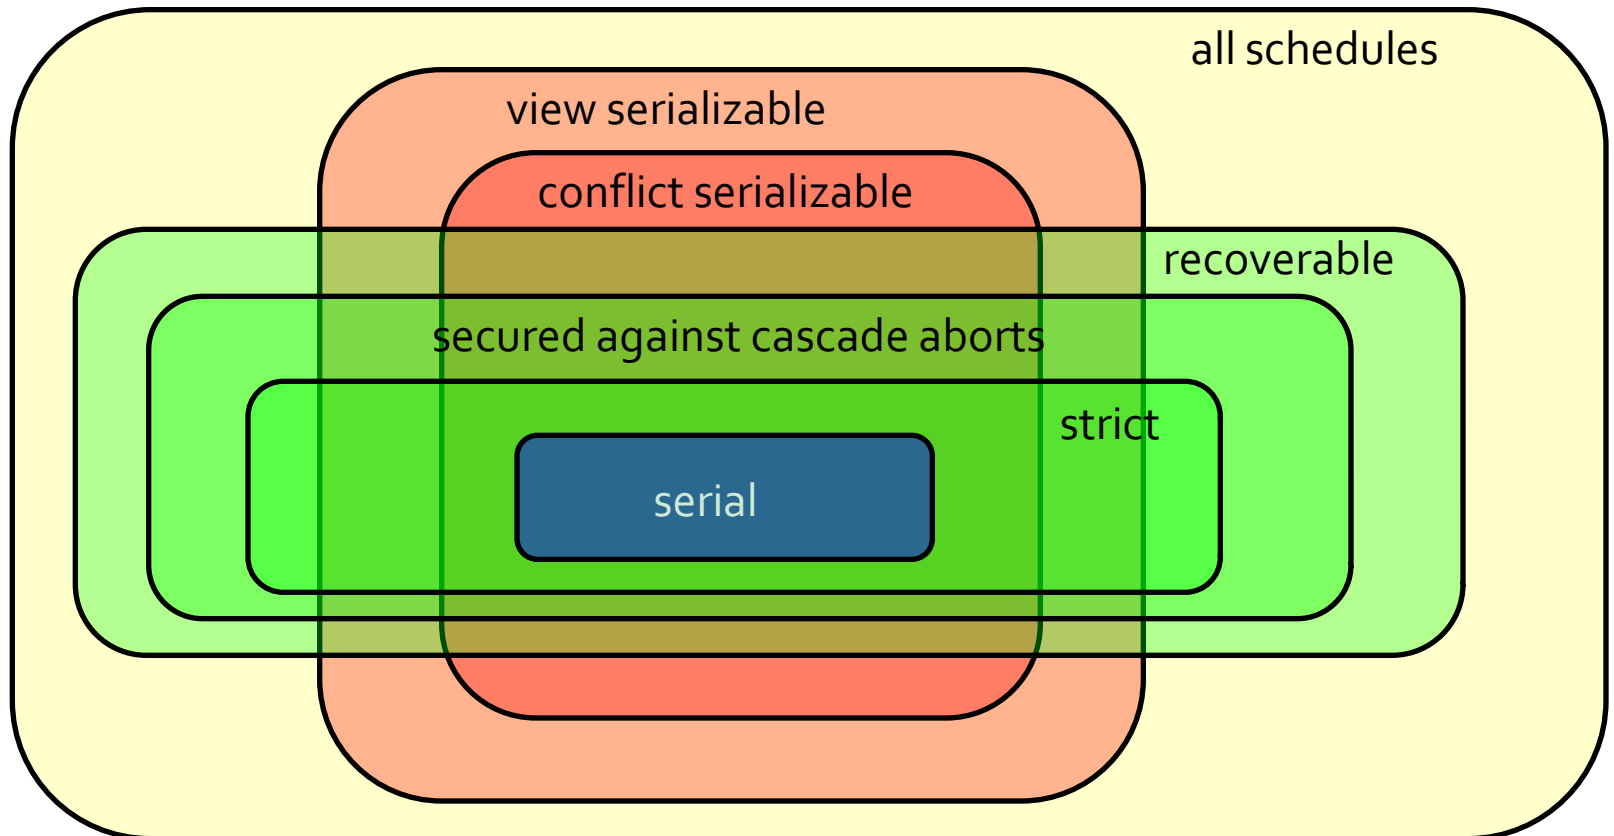 all schedules
view serializable
conflict serializable
recoverable
secured against cascade aborts
strict
serial